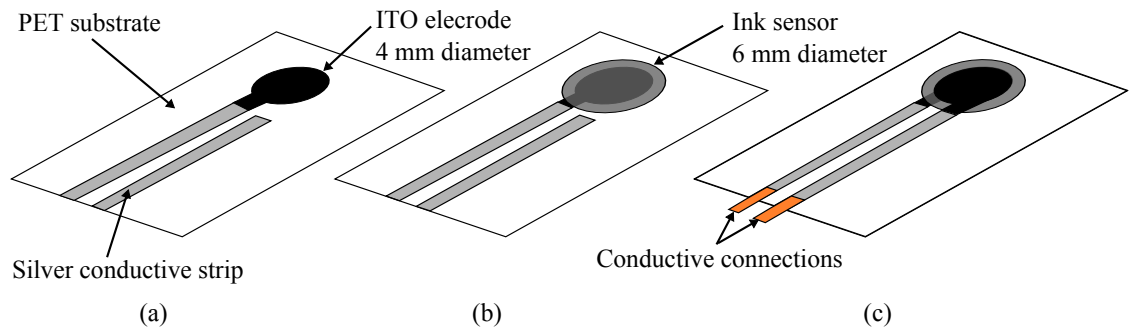 PET substrate
ITO elecrode
4 mm diameter
Ink sensor
6 mm diameter
Silver conductive strip
Conductive connections
(a)
(b)
(c)